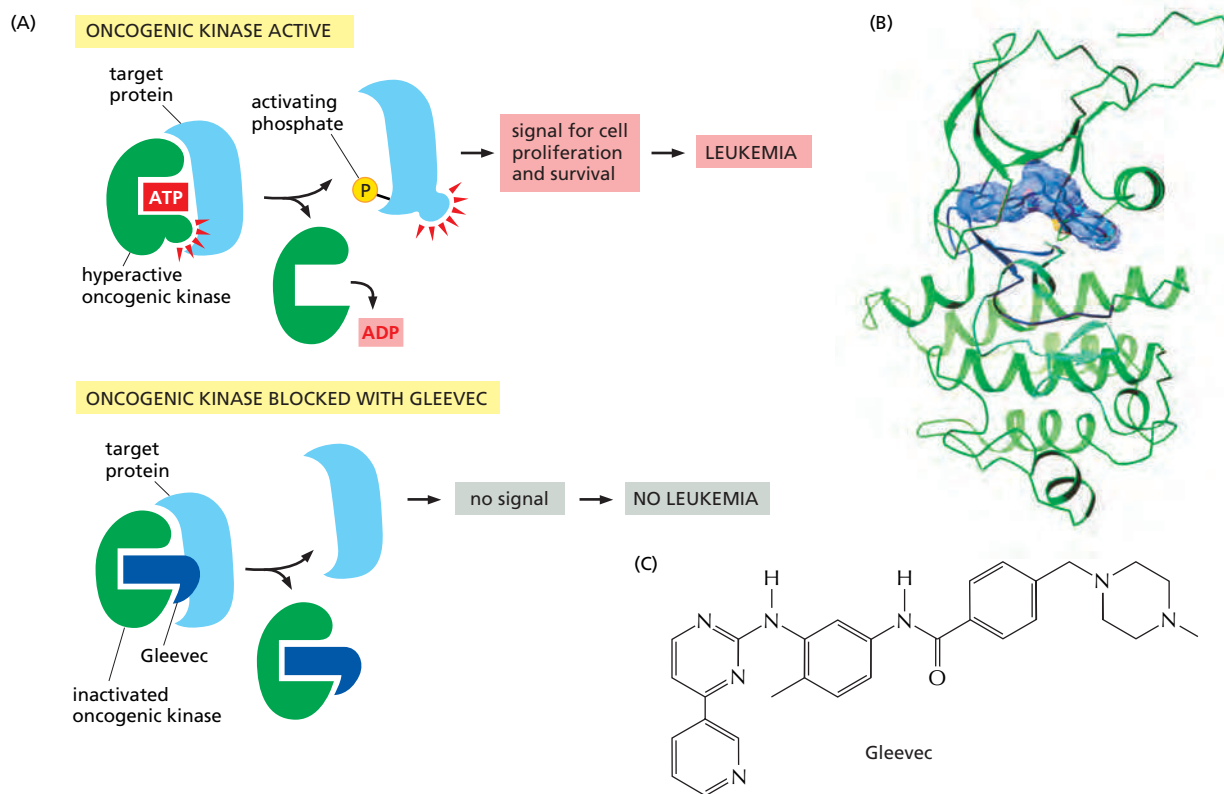 (A)
ONCOGENIC KINASE ACTIVE
target
protein
ATP
hyperactive
oncogenic kinase
activating
phosphate
P
ADP
signal for cell
proliferation
and survival
LEUKEMIA
ONCOGENIC KINASE BLOCKED WITH GLEEVEC
target
protein
Gleevec
inactivated
oncogenic kinase
no signal
NO LEUKEMIA
(B)
(C)
H
H
N
N
N
N
N
N
N
O
Gleevec